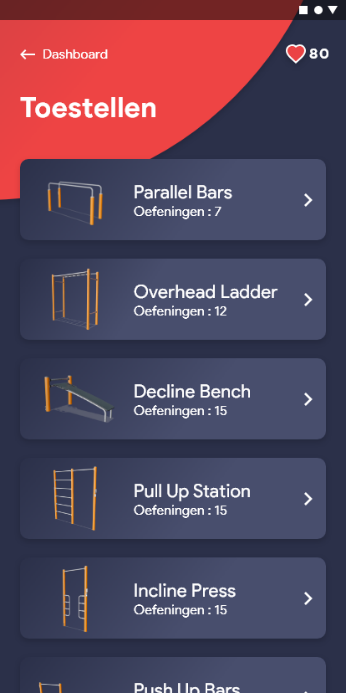 Dashboard
80
Toestellen
Parallel Bars
Oefeningen : 7
Overhead Ladder
Oefeningen : 12
Decline Bench
Oefeningen : 15
Pull Up Station
Oefeningen : 15
Incline Press
Oefeningen : 15
Push Up Bars